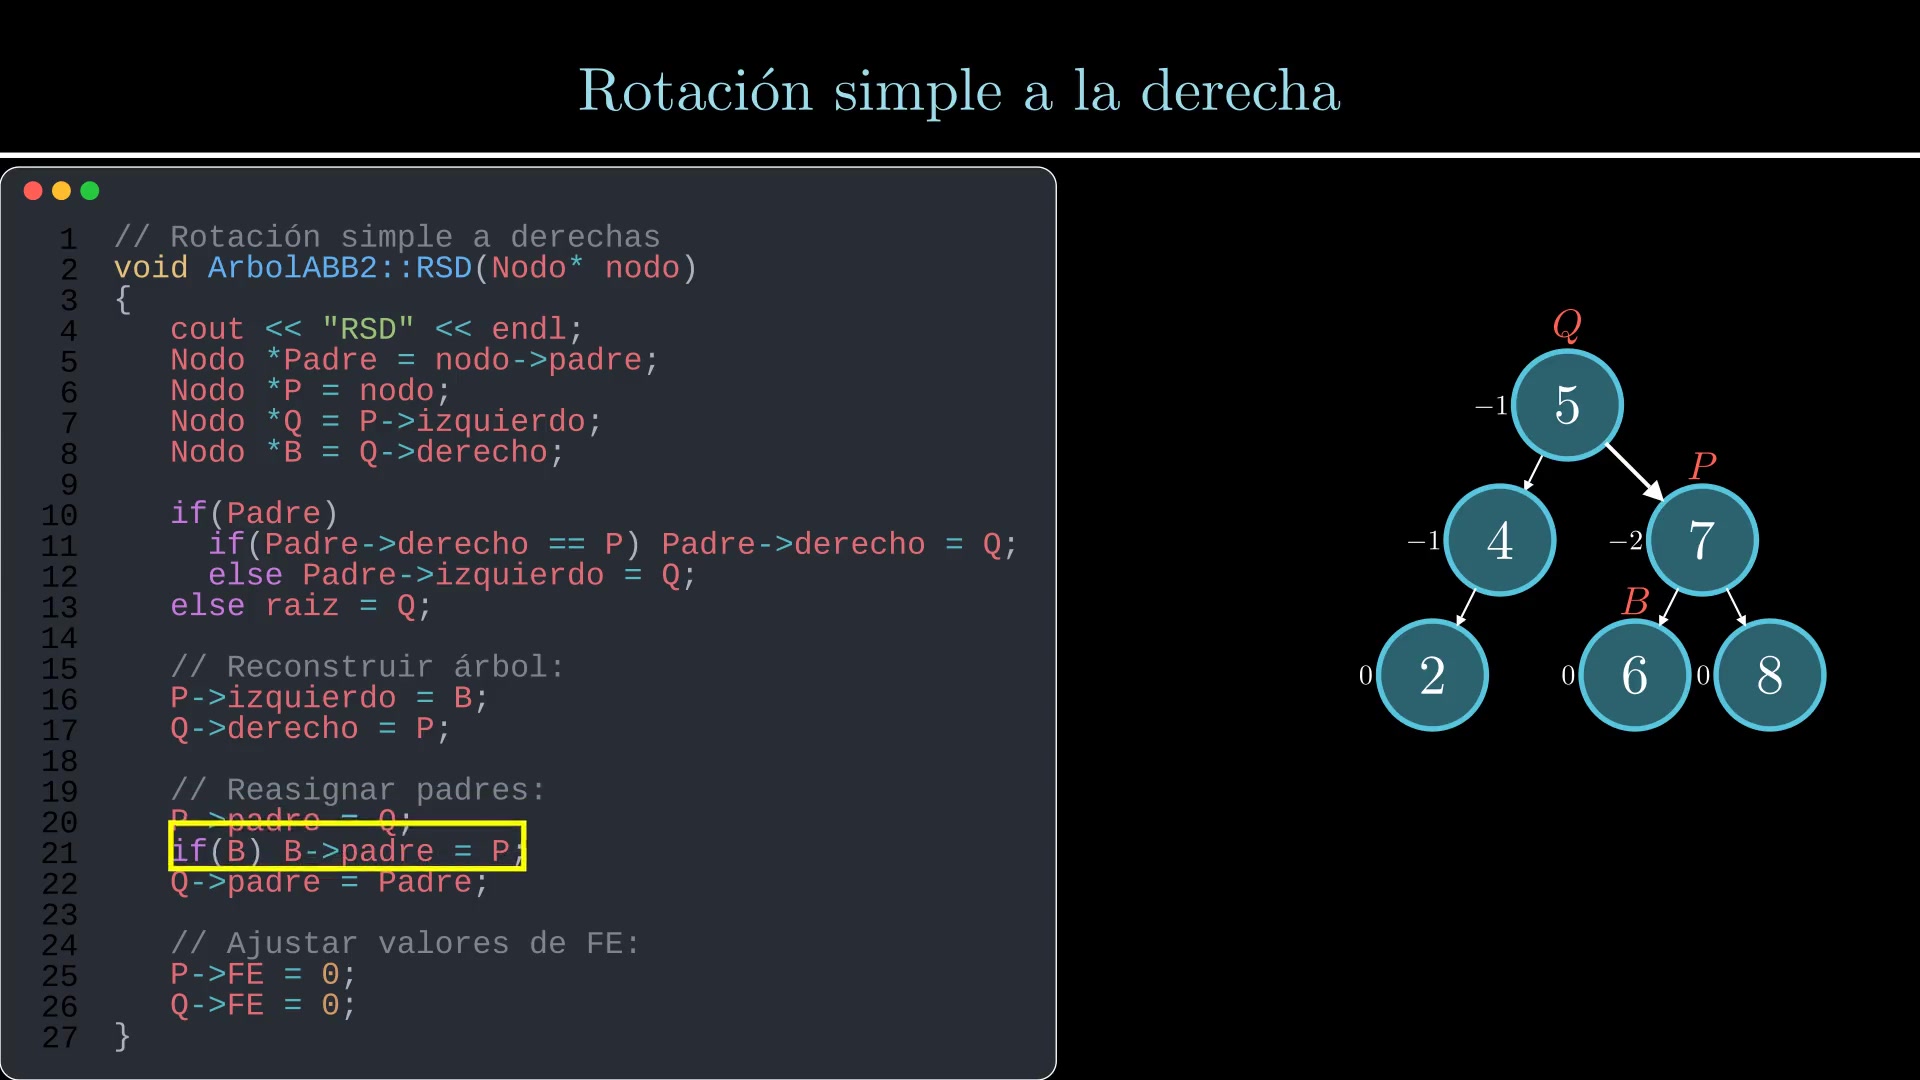 Rotación simple a la derecha
1 // Rotación simple a derechas
2 void ArbolABB2::RSD(Nodo* nodo)
3 {
4 cout << "RSD" << endl;
5 Nodo *Padre = nodo->padre;
6 Nodo *P = nodo;
7 Nodo *Q = P->izquierdo;
8 Nodo *B = Q->derecho;
9
10 if(Padre)
11 if(Padre->derecho == P) Padre->derecho = Q;
12 else Padre->izquierdo = Q;
13 else raiz = Q;
14
15 // Reconstruir árbol:
16 P->izquierdo = B;
17 Q->derecho = P;
18
19 // Reasignar padres:
20 P->padre = Q;
21 if(B) B->padre = P;
22 Q->padre = Padre;
23
24 // Ajustar valores de FE:
25 P->FE = 0;
26 Q->FE = 0;
27 }
Q
−1 5
P
−1 4 −2 7
B
0 2 0 6 0 8